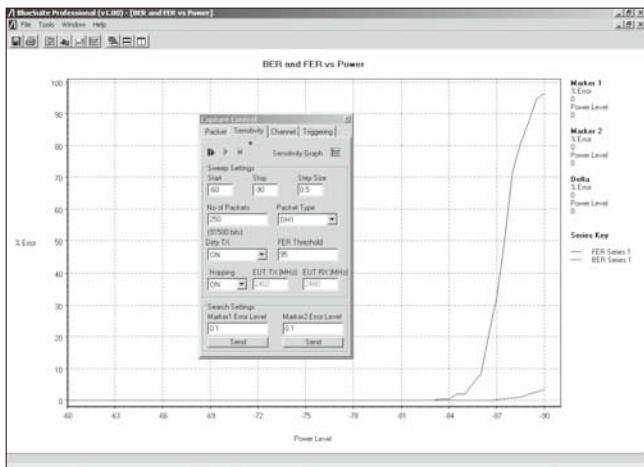 BlueSuite Professional (v1.00) - [BER and FER vs Power]
File Tools Window Help
BER and FER vs Power
% Error
100
90
80
70
60
50
40
30
20
10
0
-60
-63
-66
-69
-72
-75
-78
-81
-84
-87
-90
Power Level
Marker 1
% Error
0
Power Level
0
Marker 2
% Error
0
Power Level
0
Delta
% Error
0
Power Level
0
Series Key
FER Series 1
BER Series 1
Capture Control
Packet Sensitivity Channel Triggering
Sensitivity Graph
Sweep Settings
Start Stop Step Size
-60 -90 0.5
No of Packets Packet Type
250 DH1
(91500 bits)
Dirty TX FER Threshold
ON 95
Hopping EUT TX (MHz) EUT RX (MHz)
ON 2402 2480
Search Settings
Marker1 Error Level Marker2 Error Level
0.1 0.1
Send Send